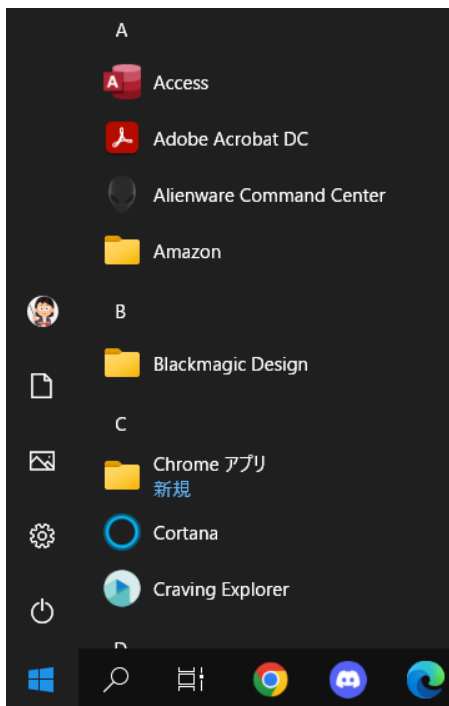 A
Access
Adobe Acrobat DC
Alienware Command Center
Amazon
B
Blackmagic Design
C
Chrome アプリ
新規
Cortana
Craving Explorer
D